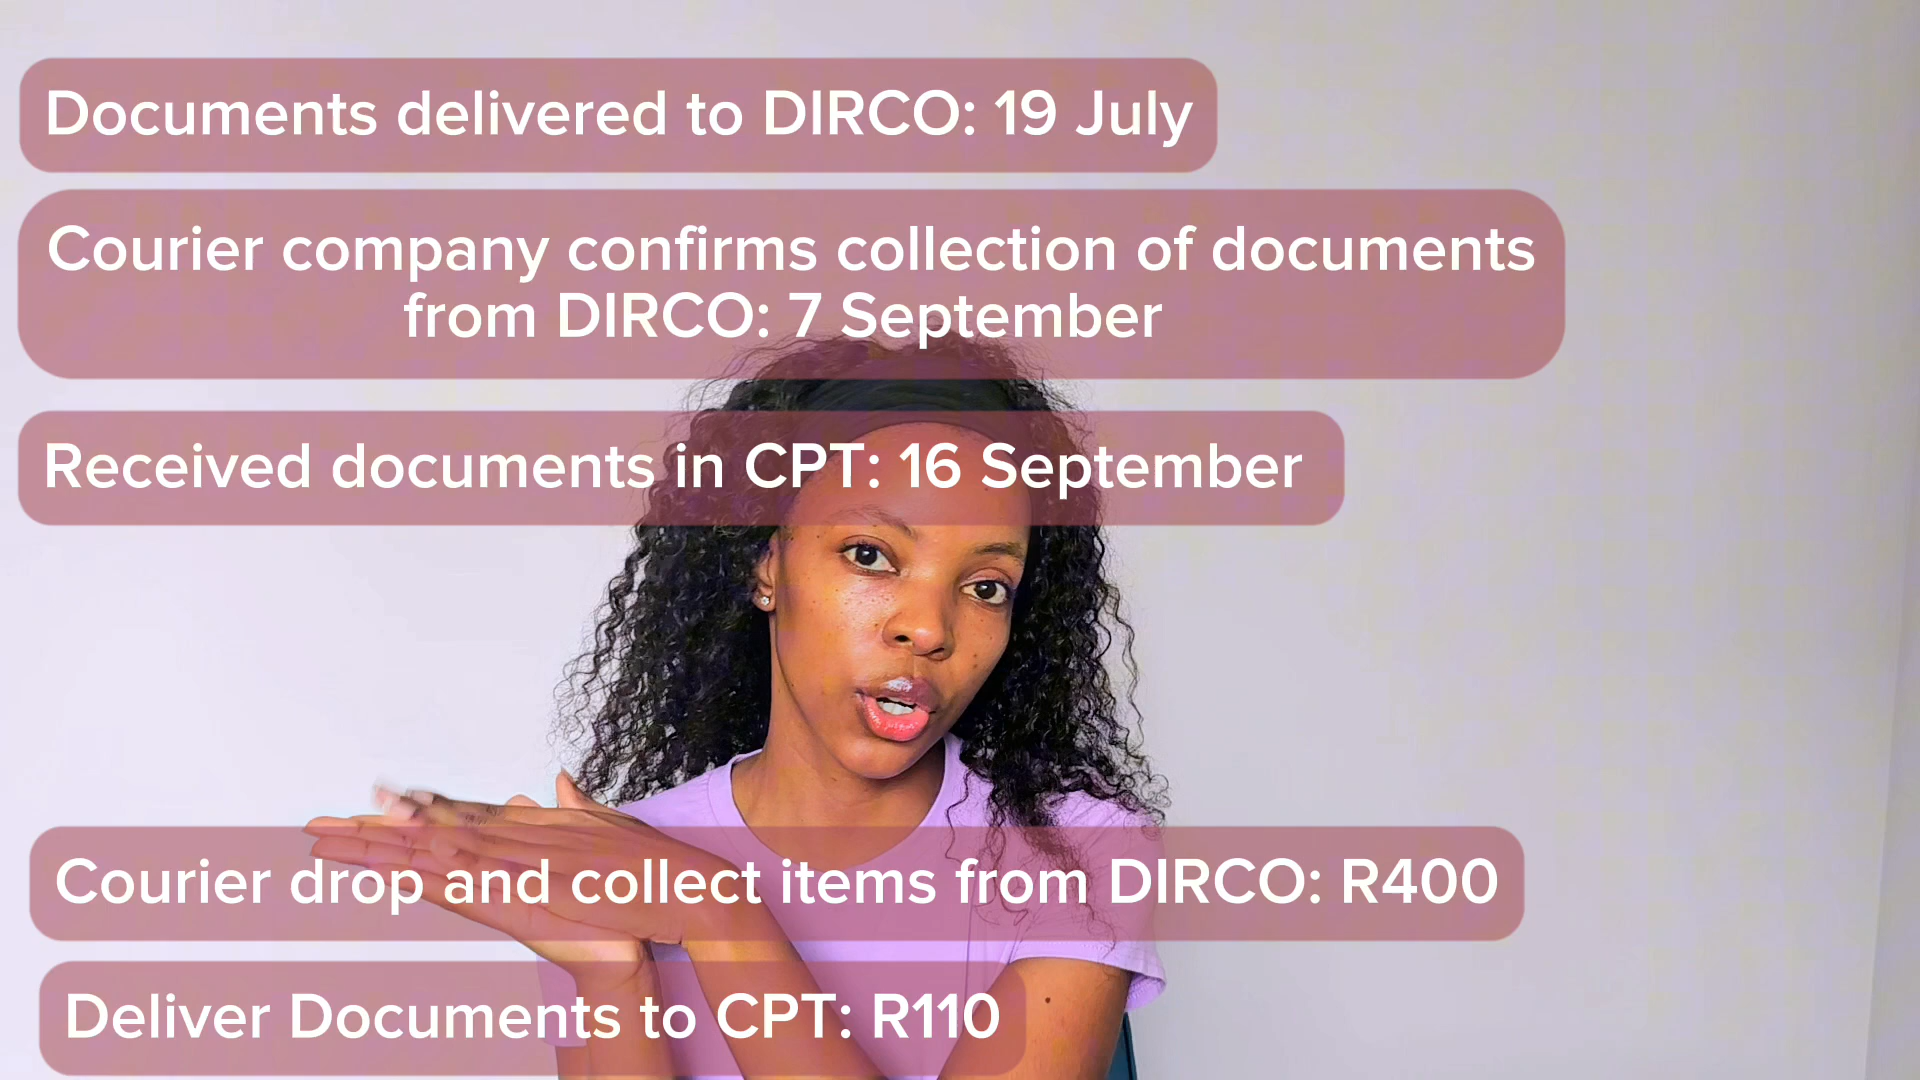 Documents delivered to DIRCO: 19 July
Courier company confirms collection of documents
from DIRCO: 7 September
Received documents in CPT: 16 September
Courier drop and collect items from DIRCO: R400
Deliver Documents to CPT: R110